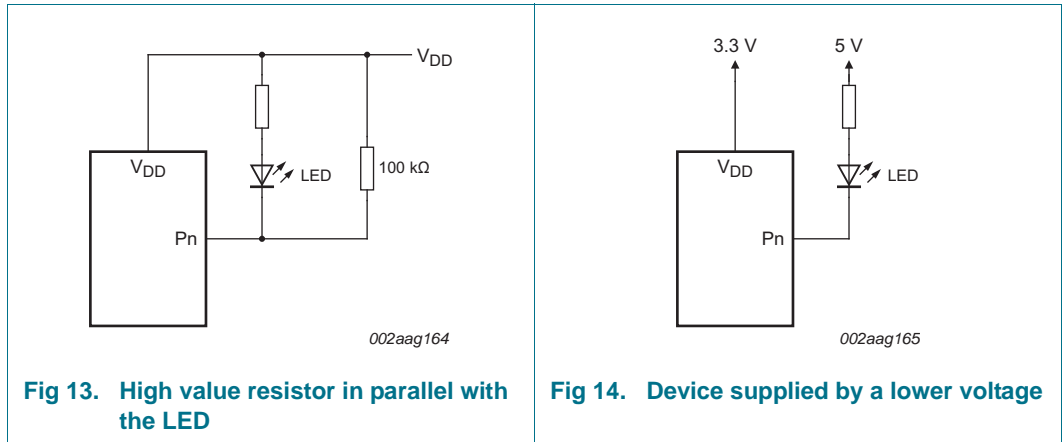 VDD
VDD
LED
100 kΩ
Pn
002aag164
Fig 13. High value resistor in parallel with
the LED
3.3 V
5 V
VDD
LED
Pn
002aag165
Fig 14. Device supplied by a lower voltage